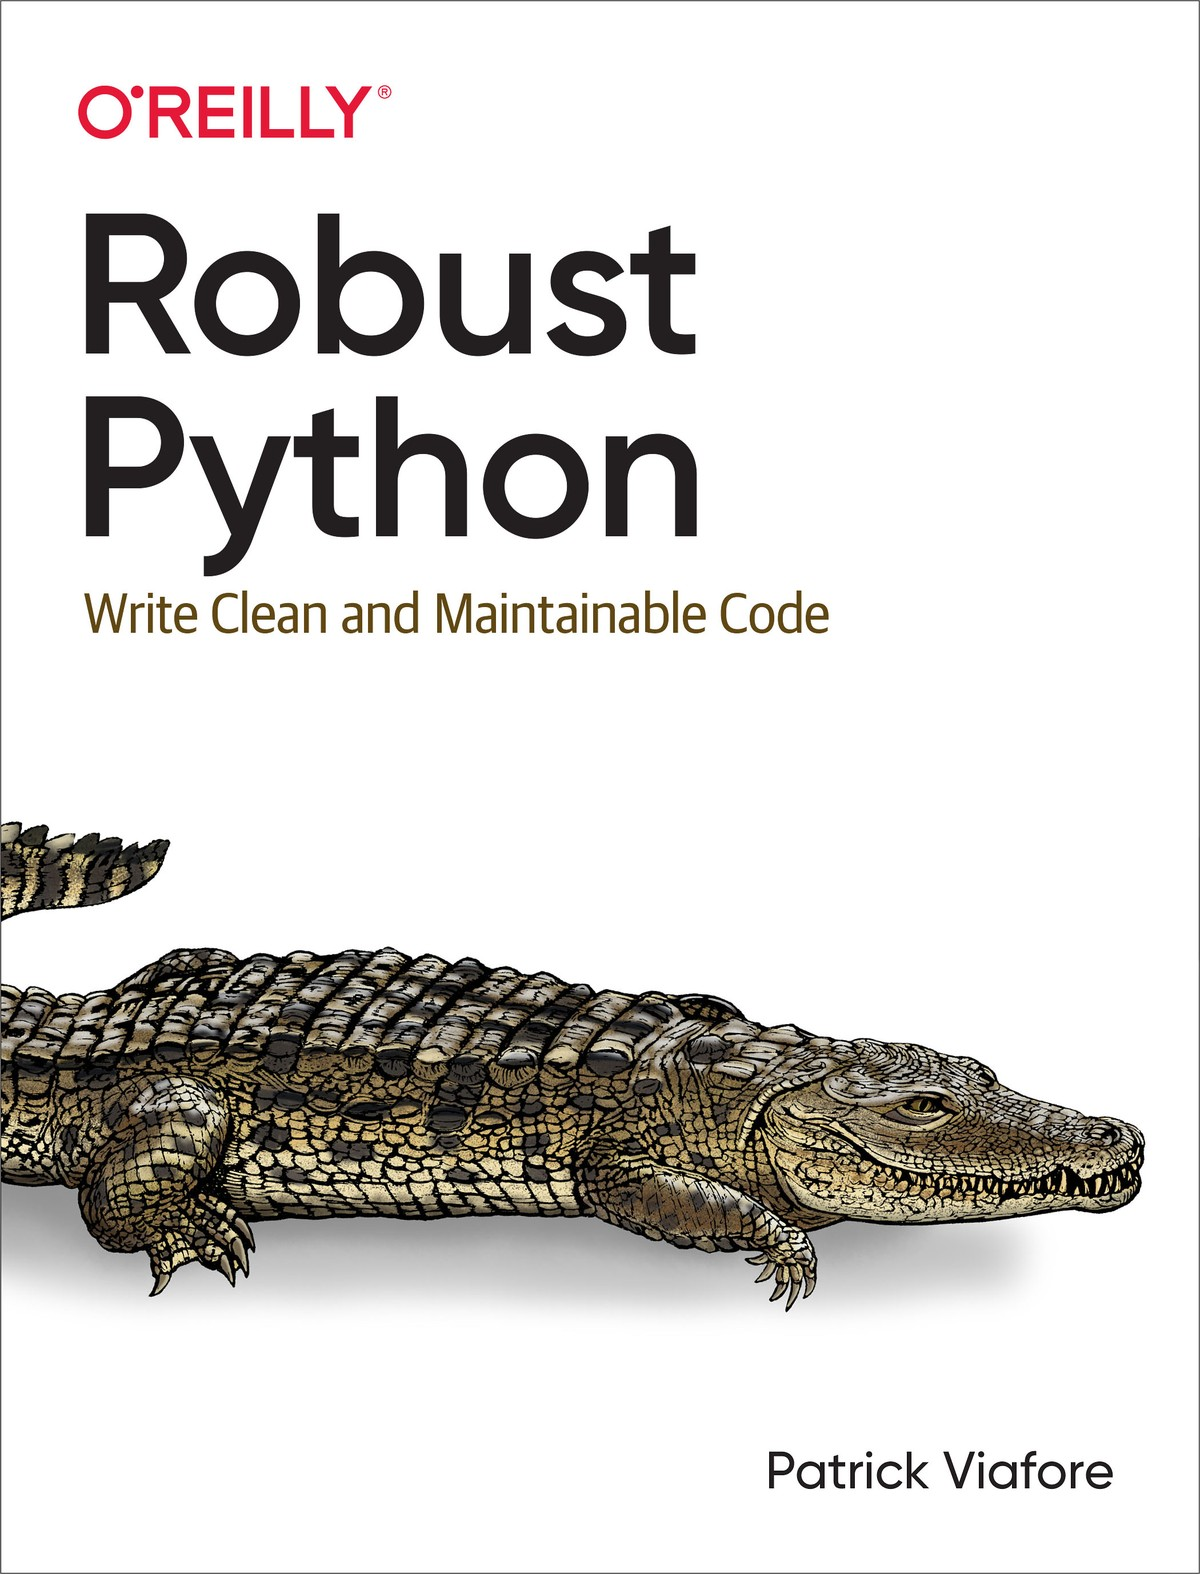 O'REILLY®
Robust
Python
Write Clean and Maintainable Code
Patrick Viafore